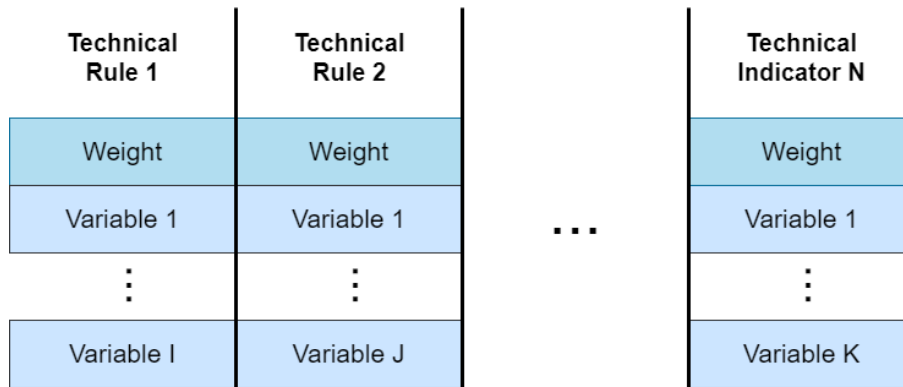 Technical
Rule 1
Technical
Rule 2
Technical
Indicator N
Weight
Weight
Weight
Variable 1
Variable 1
...
Variable 1
⋮
⋮
⋮
Variable I
Variable J
Variable K